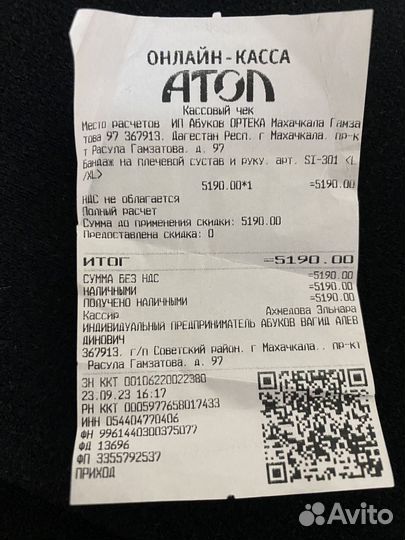 ОНЛАЙН-КАССА
АТОЛ
Кассовый чек
Место расчетов ИП Абуков ОРТЕКА Махачкала Гамза
това 97 367913. Дагестан Респ. г Махачкала. пр-к
т Расула Гамзатова. д. 97
Бандаж на плечевой сустав и руку. арт. SI-301 <L
/XL>
5190.00*1 =5190.00
НДС не облагается
Полный расчет
Сумма до применения скидки: 5190.00
Предоставлена скидка: 0
ИТОГ =5190.00
СУММА БЕЗ НДС =5190.00
НАЛИЧНЫМИ =5190.00
ПОЛУЧЕНО НАЛИЧНЫМИ =5190.00
Кассир Ахмедова Эльнара
ИНДИВИДУАЛЬНЫЙ ПРЕДПРИНИМАТЕЛЬ АБУКОВ ВАГИД АЛЕВ
ДИНОВИЧ
367913. г/п Советский район. г Махачкала.. пр-кт
Расула Гамзатова. д. 97
ЗН ККТ 00106220022380
23.09.23 16:17
РН ККТ 0005977658017433
ИНН 054404770406
ФН 9961440300375077
ФД 13696
ФП 3355792537
ПРИХОД
Avito